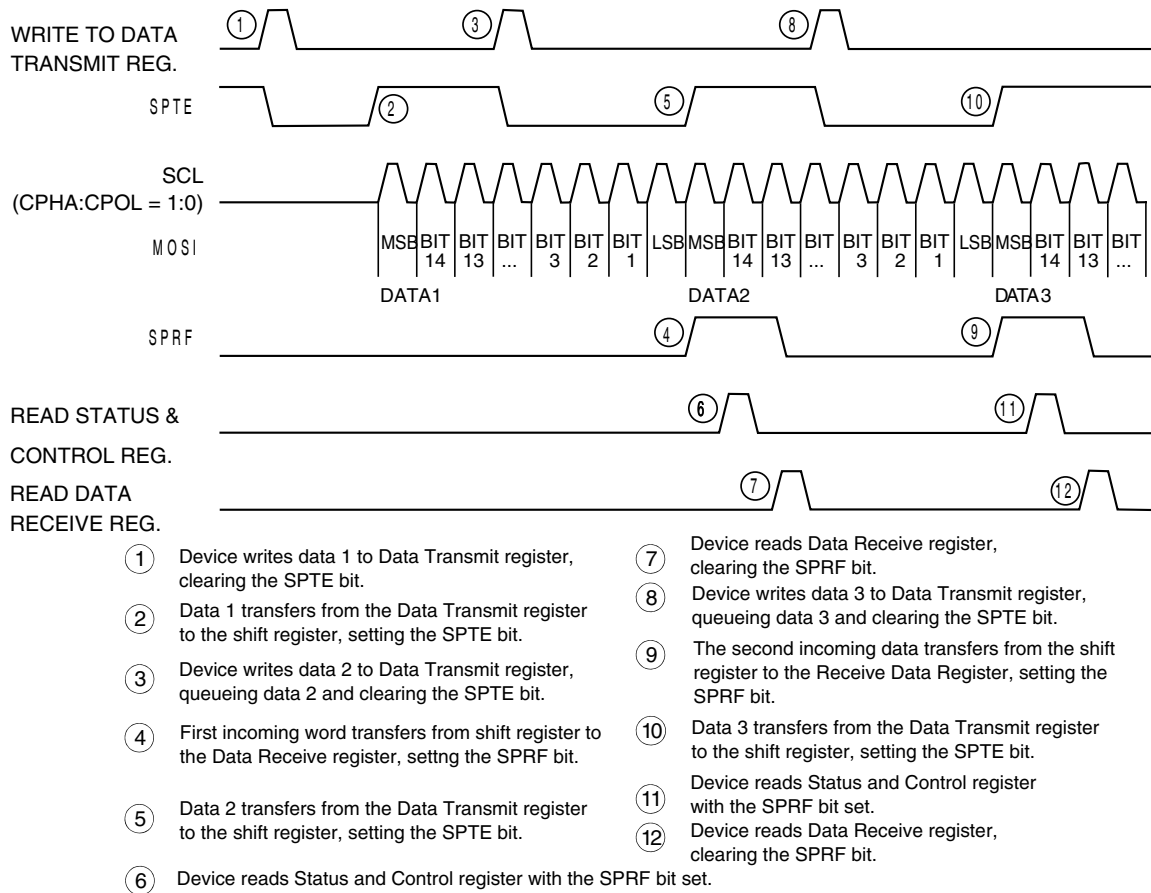 WRITE TO DATA
TRANSMIT REG.
1
3
8
SPTE
2
5
10
SCL
(CPHA:CPOL = 1:0)
MOSI
MSB BIT 14 BIT 13 BIT ... BIT 3 BIT 2 BIT 1 LSB MSB BIT 14 BIT 13 BIT ... BIT 3 BIT 2 BIT 1 LSB MSB BIT 14 BIT 13 BIT ...
DATA1
DATA2
DATA3
SPRF
4
9
READ STATUS &
CONTROL REG.
6
11
READ DATA
RECEIVE REG.
7
12
1 Device writes data 1 to Data Transmit register,
clearing the SPTE bit.
2 Data 1 transfers from the Data Transmit register
to the shift register, setting the SPTE bit.
3 Device writes data 2 to Data Transmit register,
queueing data 2 and clearing the SPTE bit.
4 First incoming word transfers from shift register to
the Data Receive register, settng the SPRF bit.
5 Data 2 transfers from the Data Transmit register
to the shift register, setting the SPTE bit.
6 Device reads Status and Control register with the SPRF bit set.
7 Device reads Data Receive register,
clearing the SPRF bit.
8 Device writes data 3 to Data Transmit register,
queueing data 3 and clearing the SPTE bit.
9 The second incoming data transfers from the shift
register to the Receive Data Register, setting the
SPRF bit.
10 Data 3 transfers from the Data Transmit register
to the shift register, setting the SPTE bit.
11 Device reads Status and Control register
with the SPRF bit set.
12 Device reads Data Receive register,
clearing the SPRF bit.